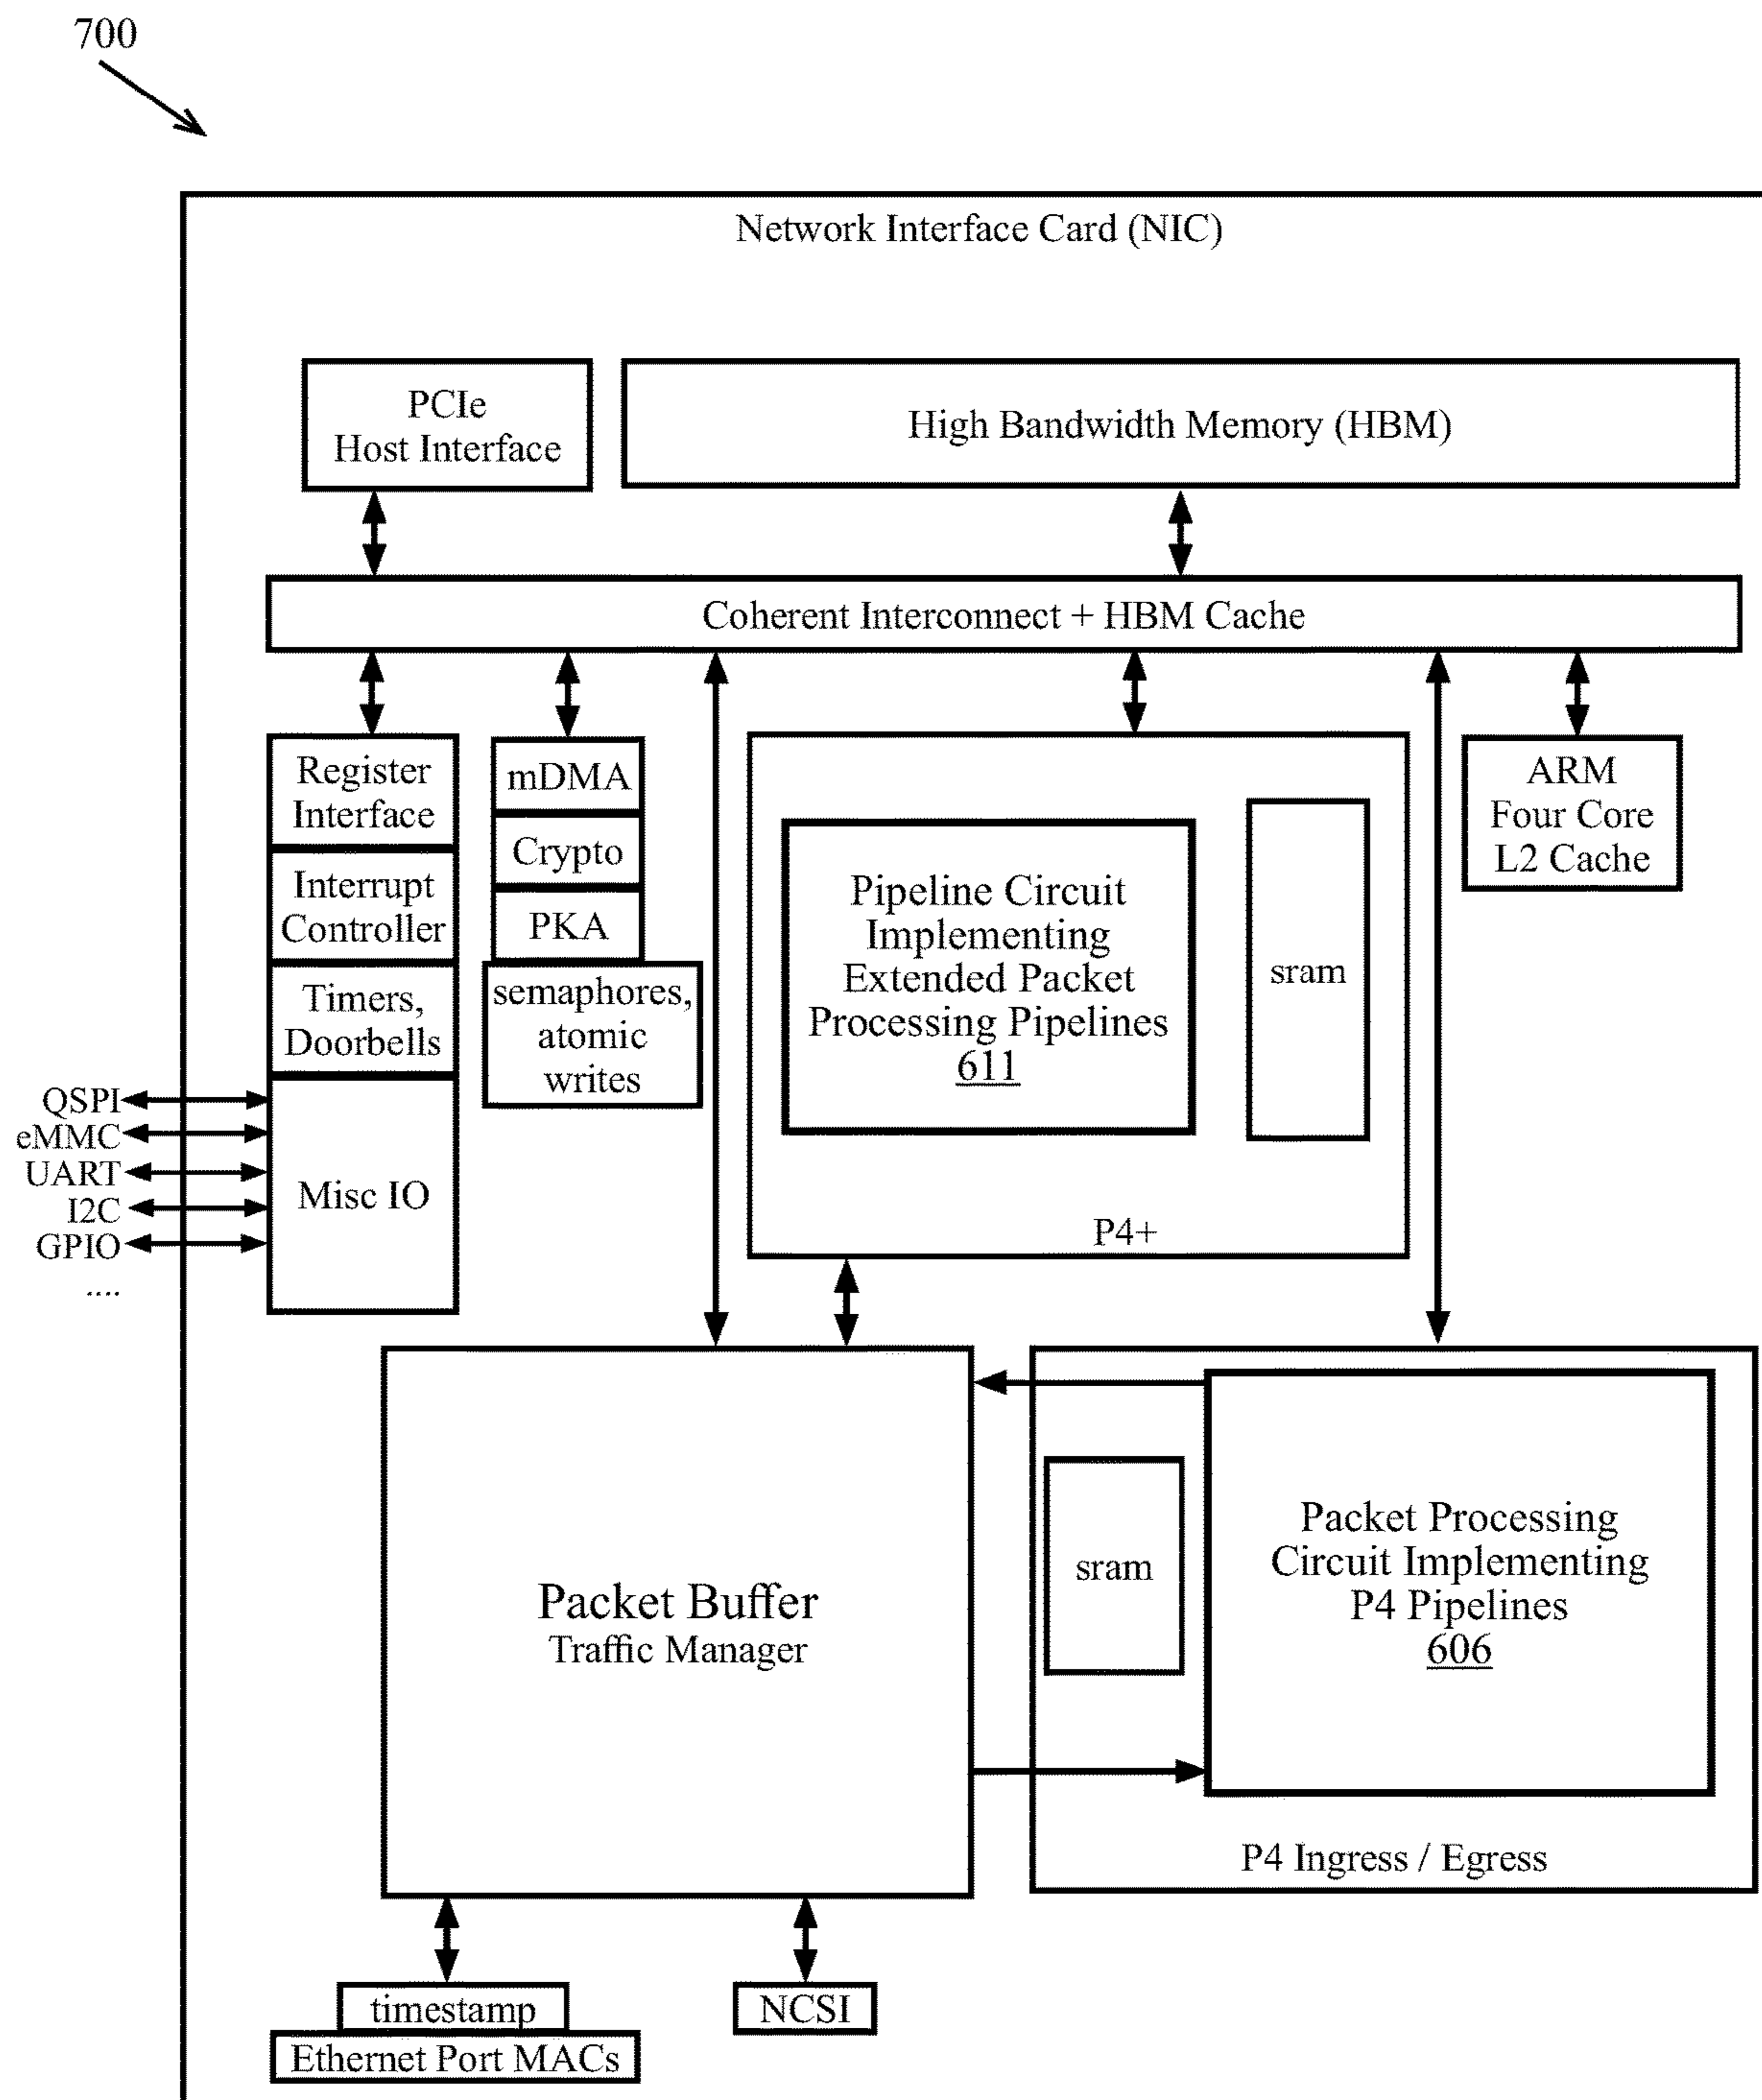 700
Network Interface Card (NIC)
PCIe
Host Interface
High Bandwidth Memory (HBM)
Coherent Interconnect + HBM Cache
Register
Interface
Interrupt
Controller
Timers,
Doorbells
Misc IO
QSPI
eMMC
UART
I2C
GPIO
....
mDMA
Crypto
PKA
semaphores,
atomic
writes
Pipeline Circuit
Implementing
Extended Packet
Processing Pipelines
611
sram
P4+
ARM
Four Core
L2 Cache
Packet Buffer
Traffic Manager
sram
Packet Processing
Circuit Implementing
P4 Pipelines
606
P4 Ingress / Egress
timestamp
Ethernet Port MACs
NCSI